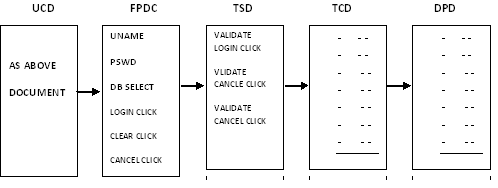 UCD FPDC TSD TCD DPD
AS ABOVE
DOCUMENT
UNAME
PSWD
DB SELECT
LOGIN CLICK
CLEAR CLICK
CANCEL CLICK
VALIDATE
LOGIN CLICK
VLIDATE
CANCLE CLICK
VALIDATE
CANCEL CLICK
- --
- --
- --
- --
- --
- --
- --
- --
- --
- --
- --
- --